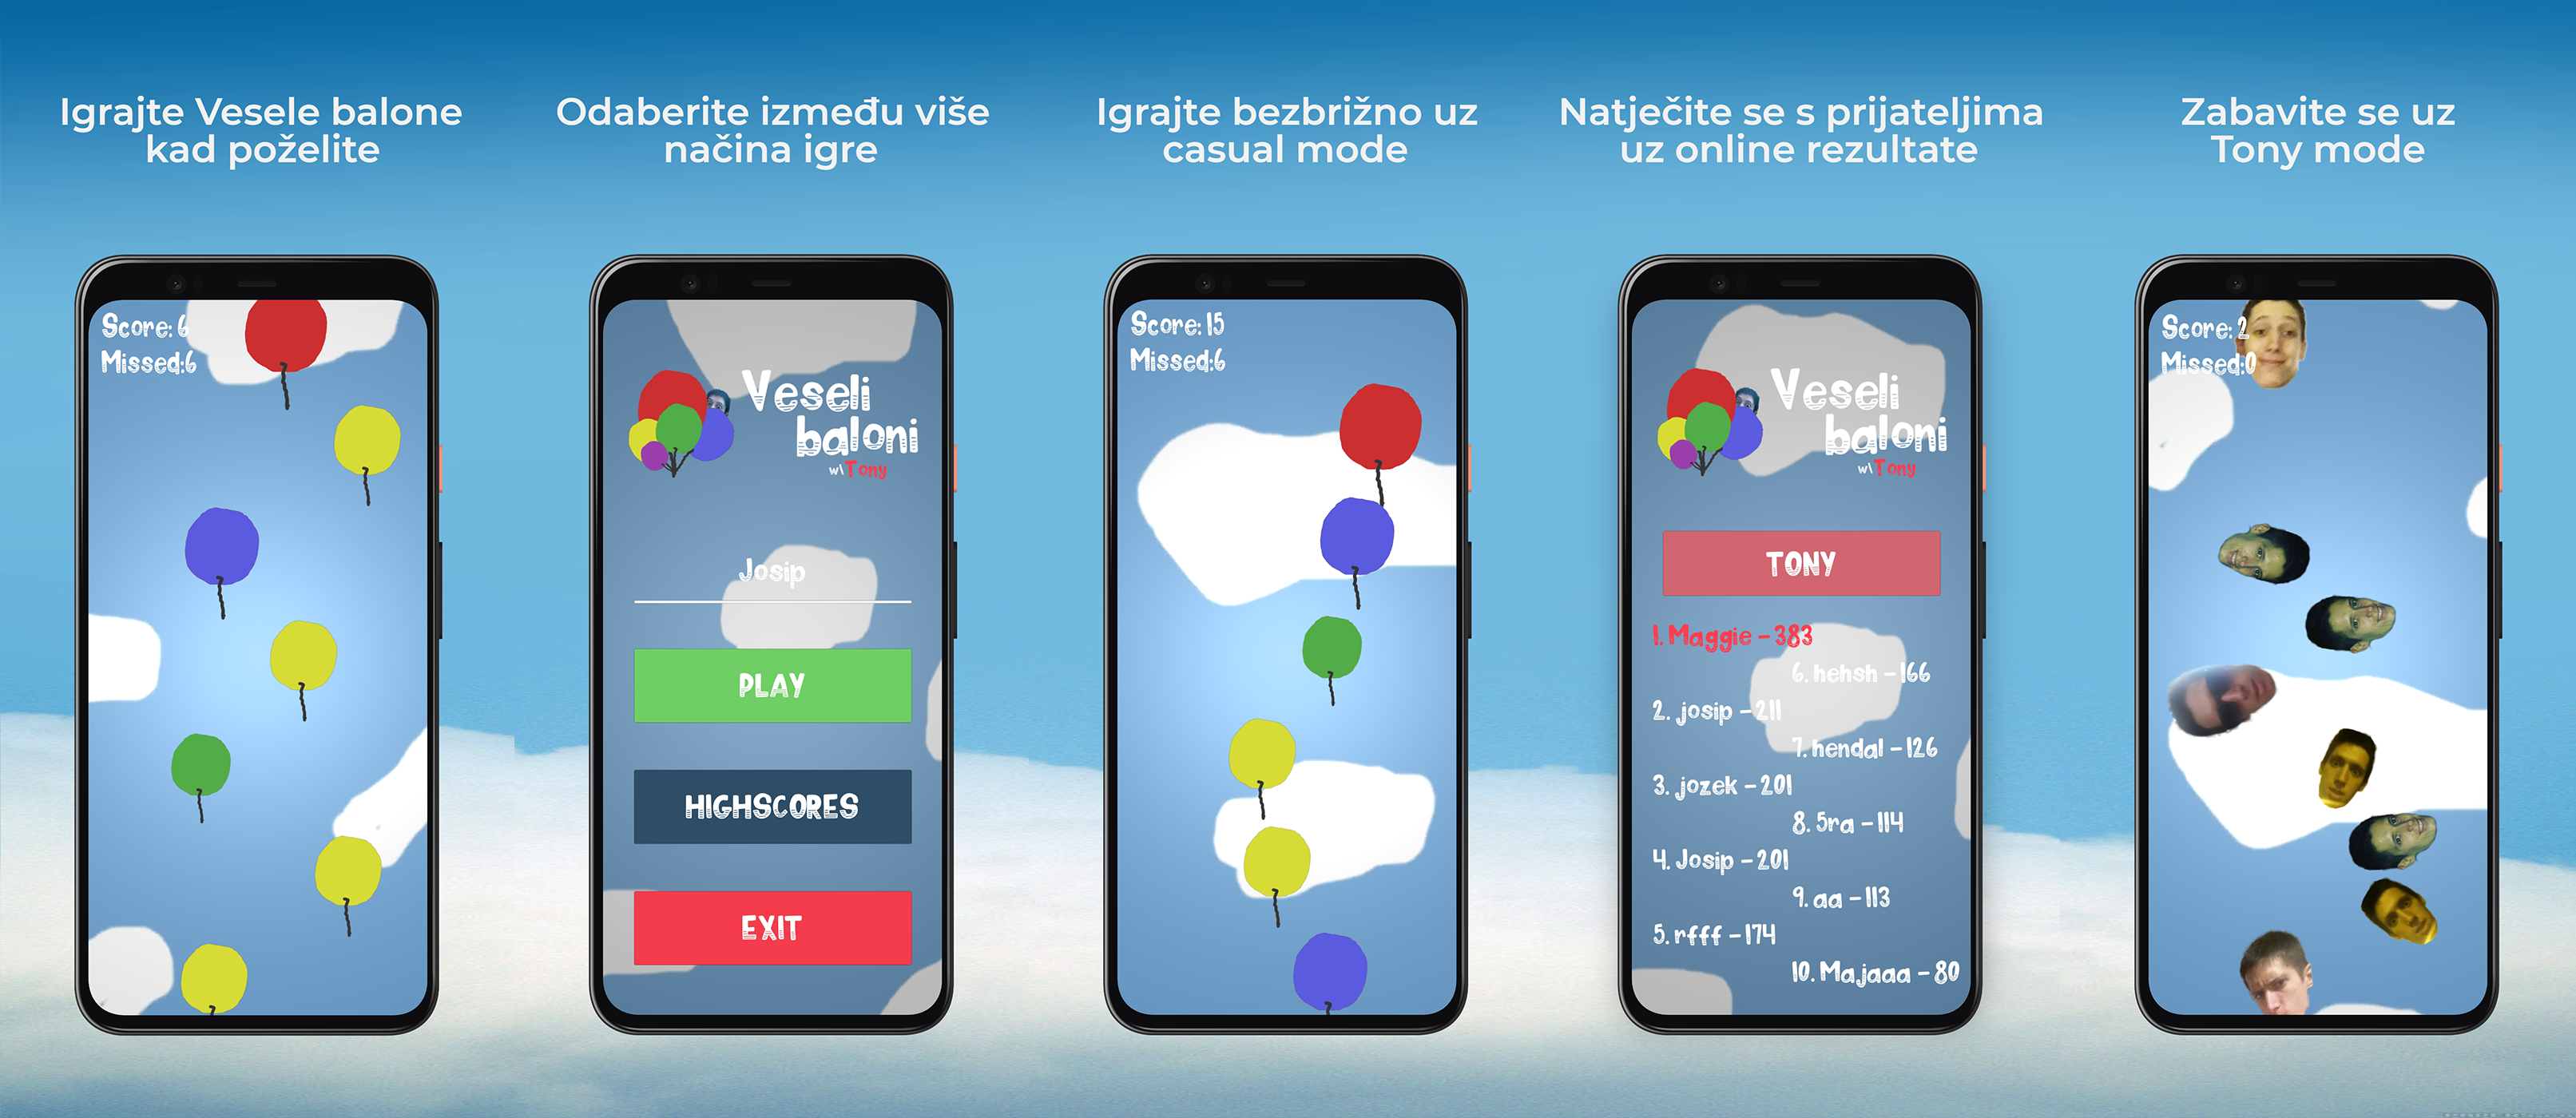 Igrajte Vesele balone
kad poželite
Score: 6
Missed:6
Odaberite između više
načina igre
Veseli
baloni
w\Tony
Josip
PLAY
HIGHSCORES
EXIT
Igrajte bezbrižno uz
casual mode
Score: 15
Missed:6
Natječite se s prijateljima
uz online rezultate
Veseli
baloni
w\Tony
TONY
1. Maggie - 383
6. hehsh - 166
2. josip - 211
7. hendal - 126
3. jozek - 201
8. 5ra - 114
4. Josip - 201
9. aa - 113
5. rfff - 174
10. Majaaa - 80
Zabavite se uz
Tony mode
Score: 2
Missed:0